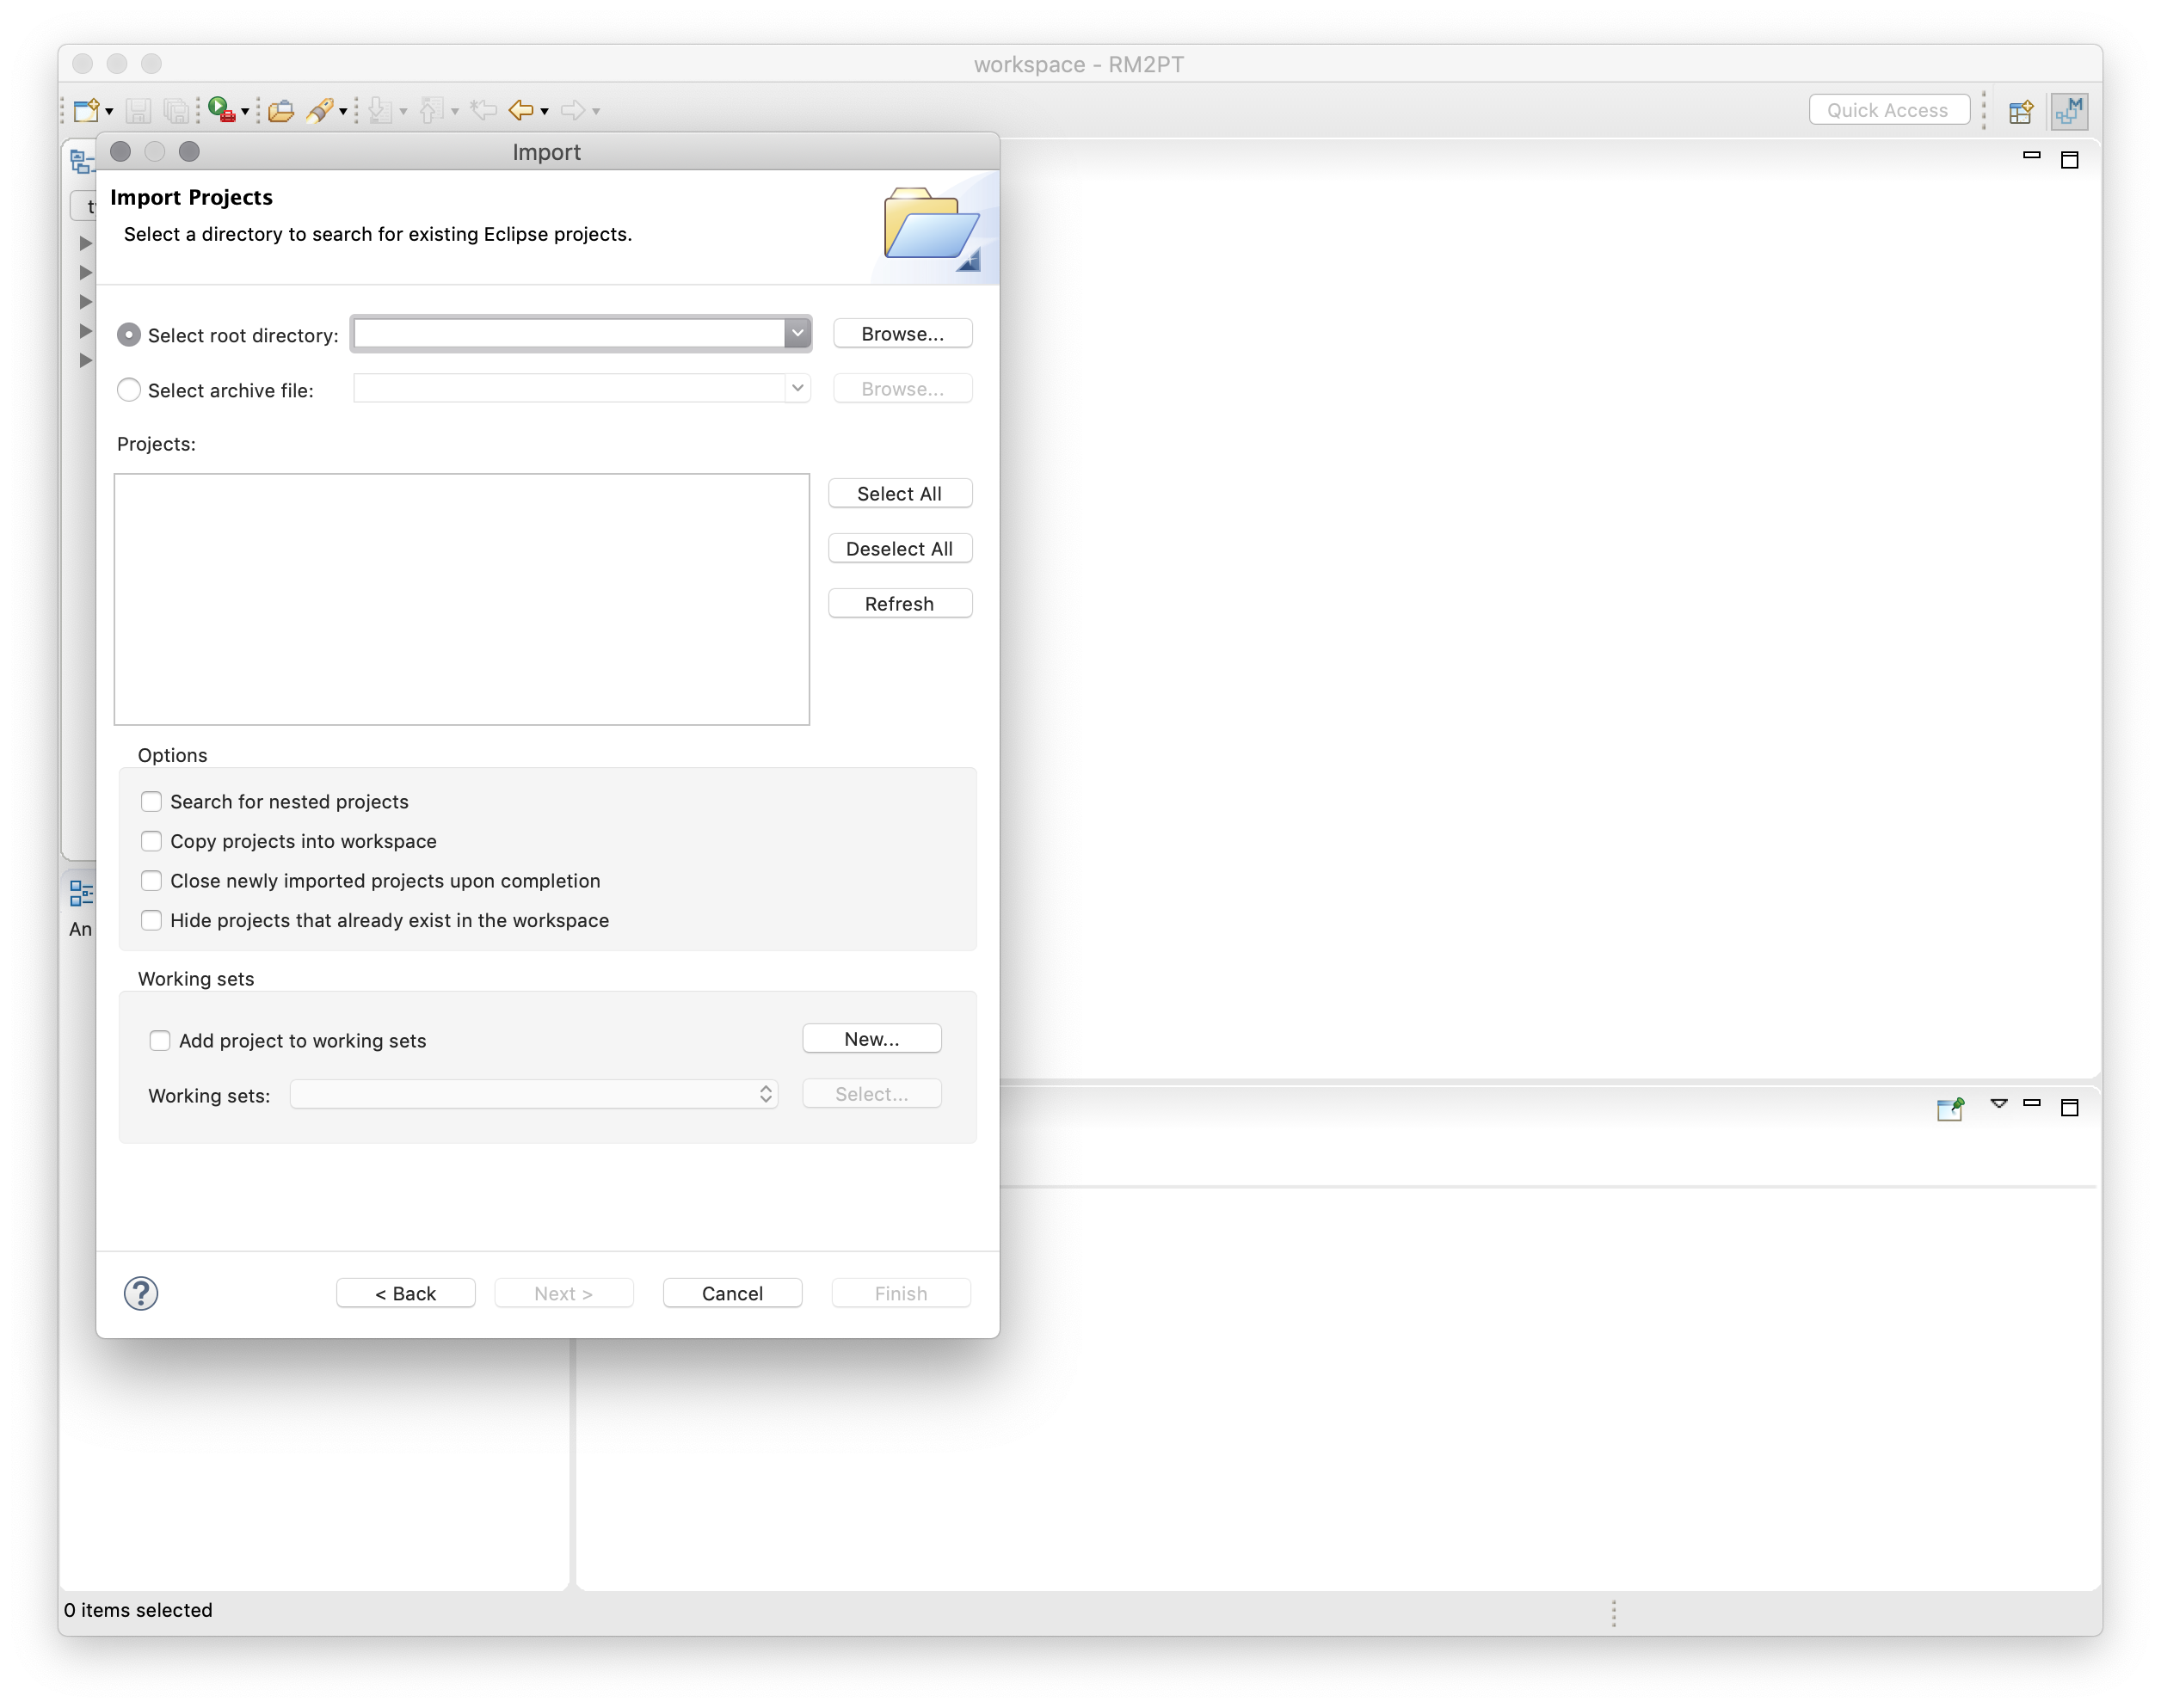 workspace - RM2PT
Quick Access
Import
Import Projects
Select a directory to search for existing Eclipse projects.
Select root directory:
Browse...
Select archive file:
Browse...
Projects:
Select All
Deselect All
Refresh
Options
Search for nested projects
Copy projects into workspace
Close newly imported projects upon completion
Hide projects that already exist in the workspace
An
Working sets
Add project to working sets
New...
Working sets:
Select...
< Back
Next >
Cancel
Finish
0 items selected